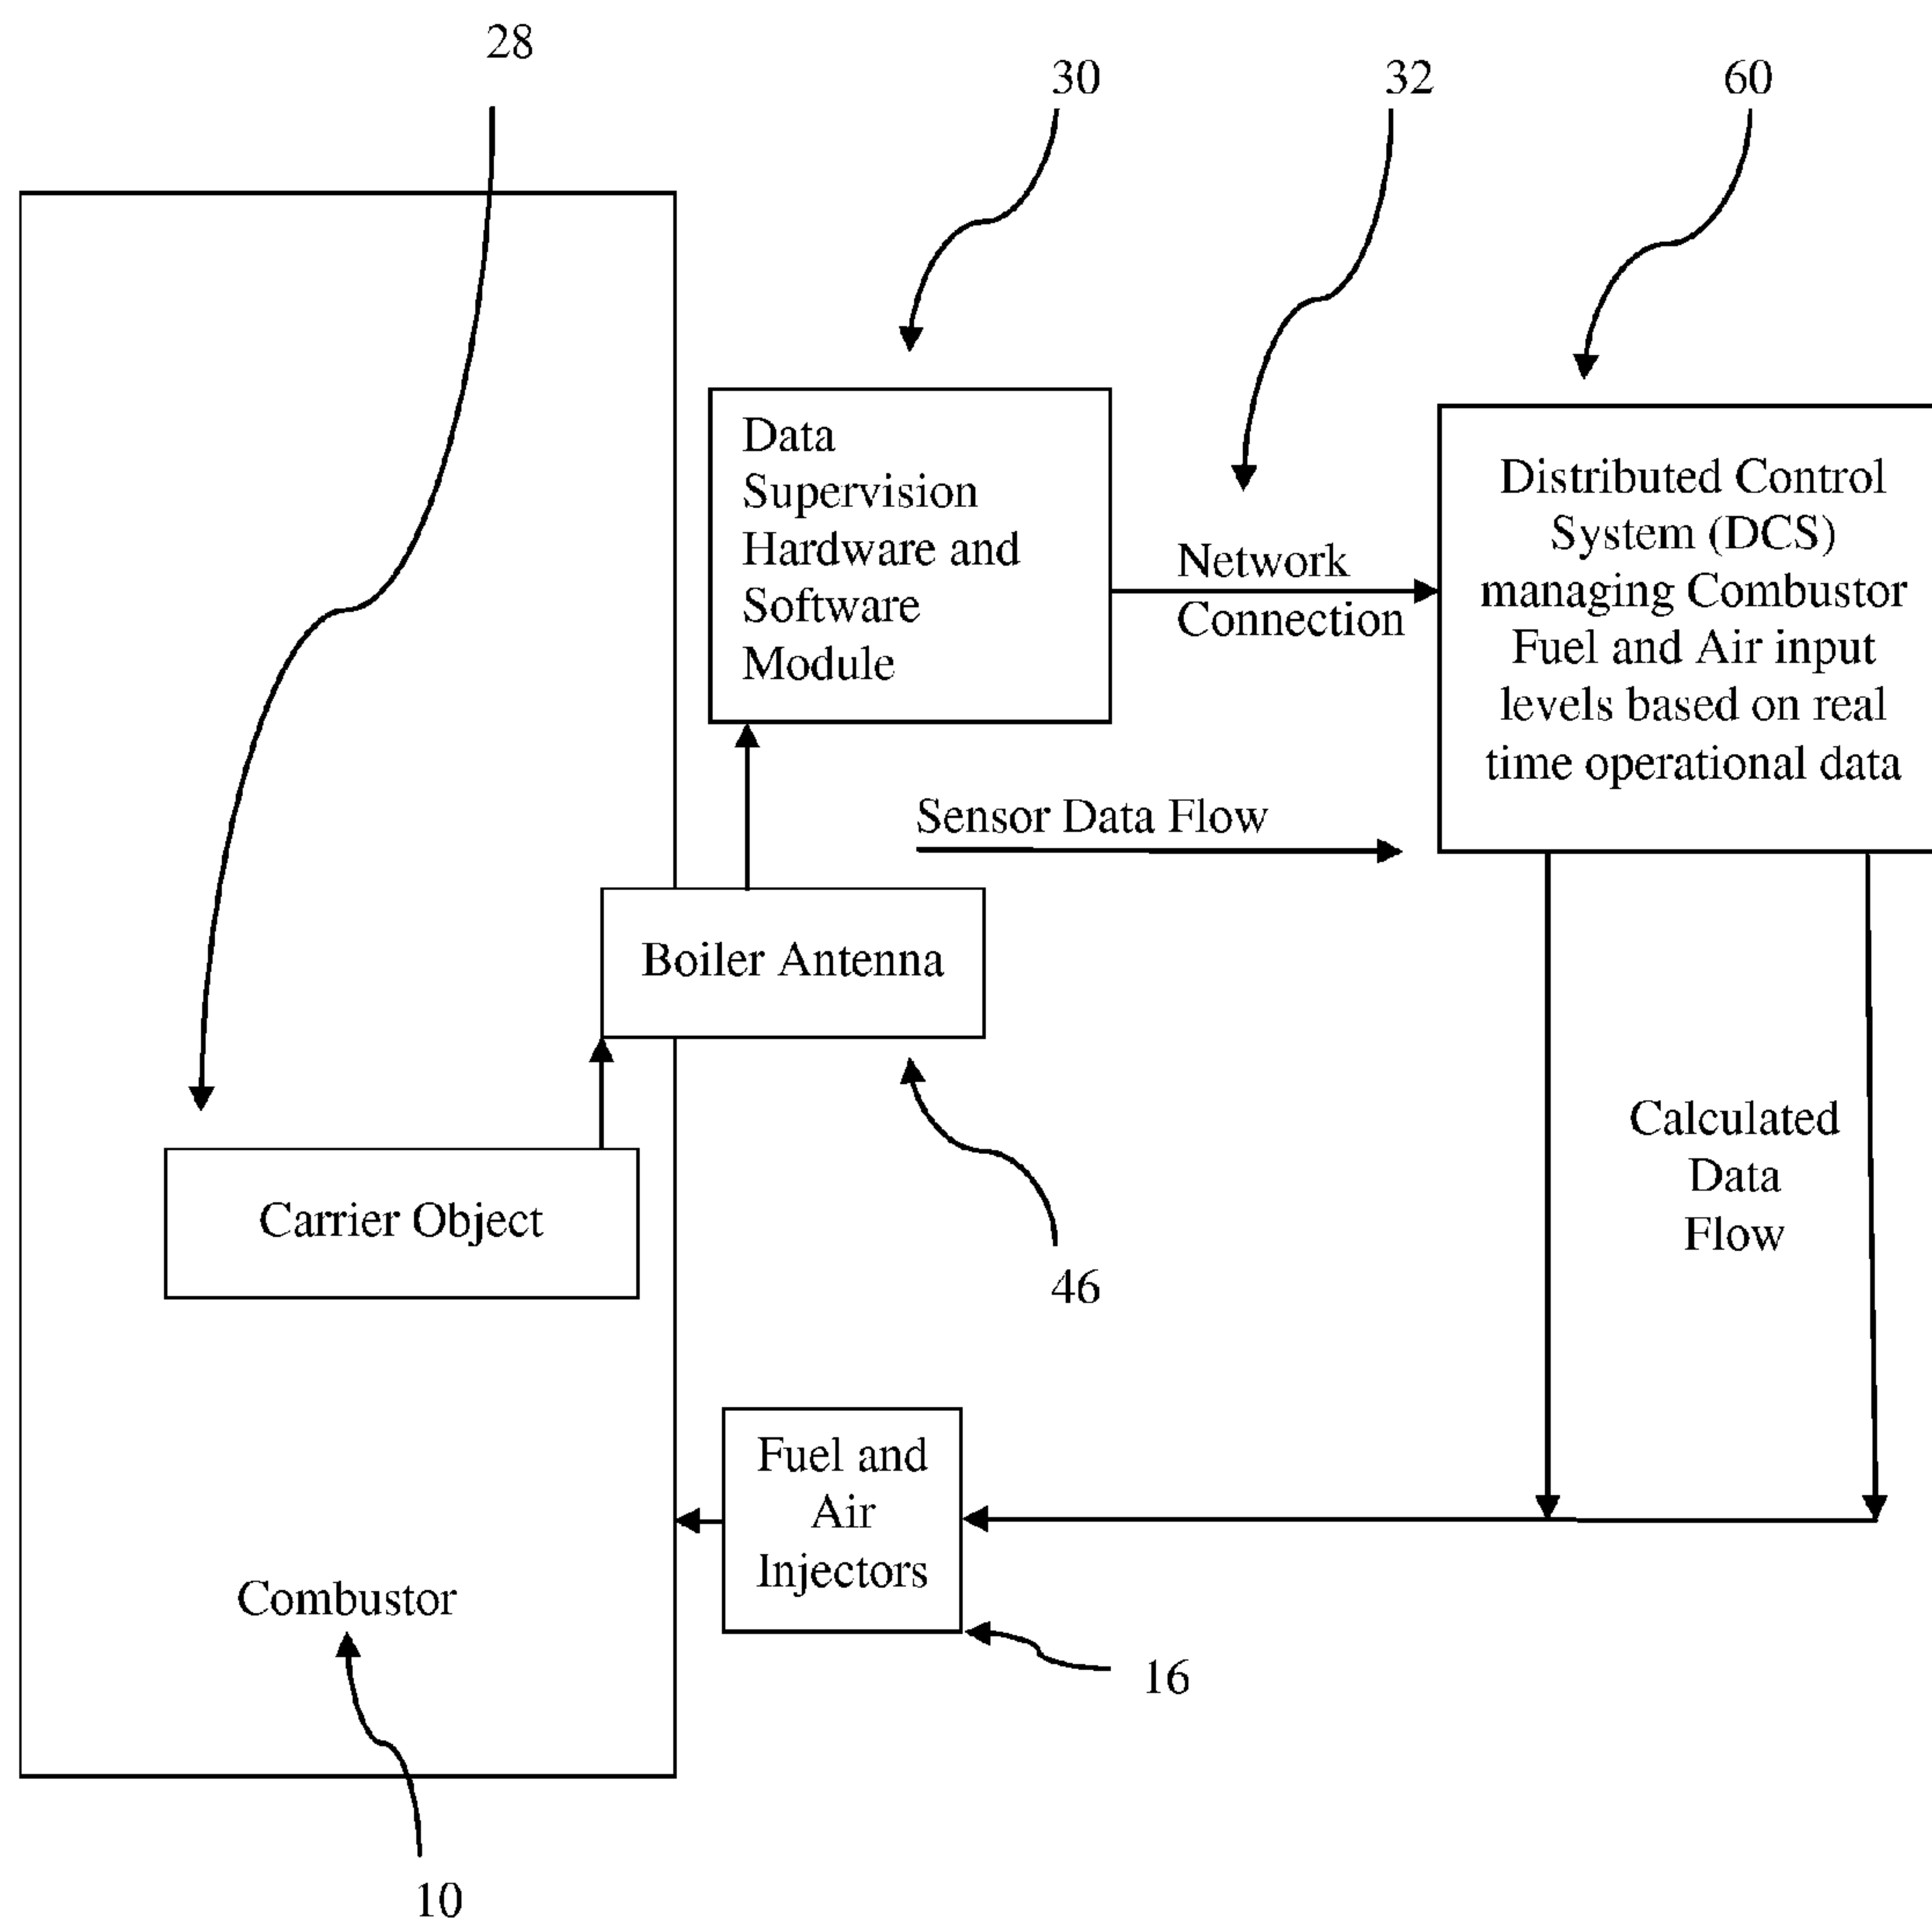 28
30
32
60
Data
Supervision
Hardware and
Software
Module
Network
Connection
Distributed Control
System (DCS)
managing Combustor
Fuel and Air input
levels based on real
time operational data
Sensor Data Flow
Boiler Antenna
Calculated
Data
Flow
Carrier Object
46
Fuel and
Air
Injectors
Combustor
16
10